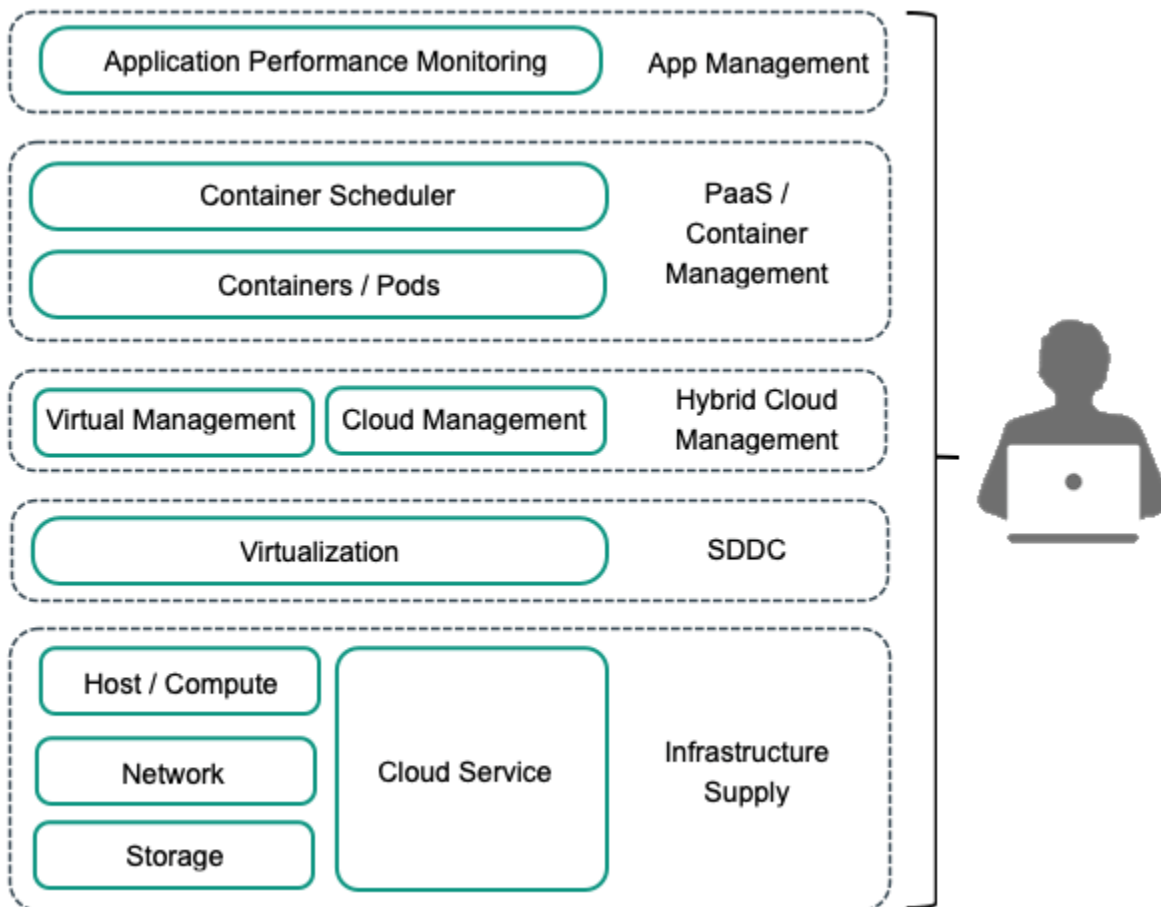 Application Performance Monitoring
App Management
Container Scheduler
Containers / Pods
PaaS /
Container
Management
Virtual Management
Cloud Management
Hybrid Cloud
Management
Virtualization
SDDC
Host / Compute
Network
Storage
Cloud Service
Infrastructure
Supply